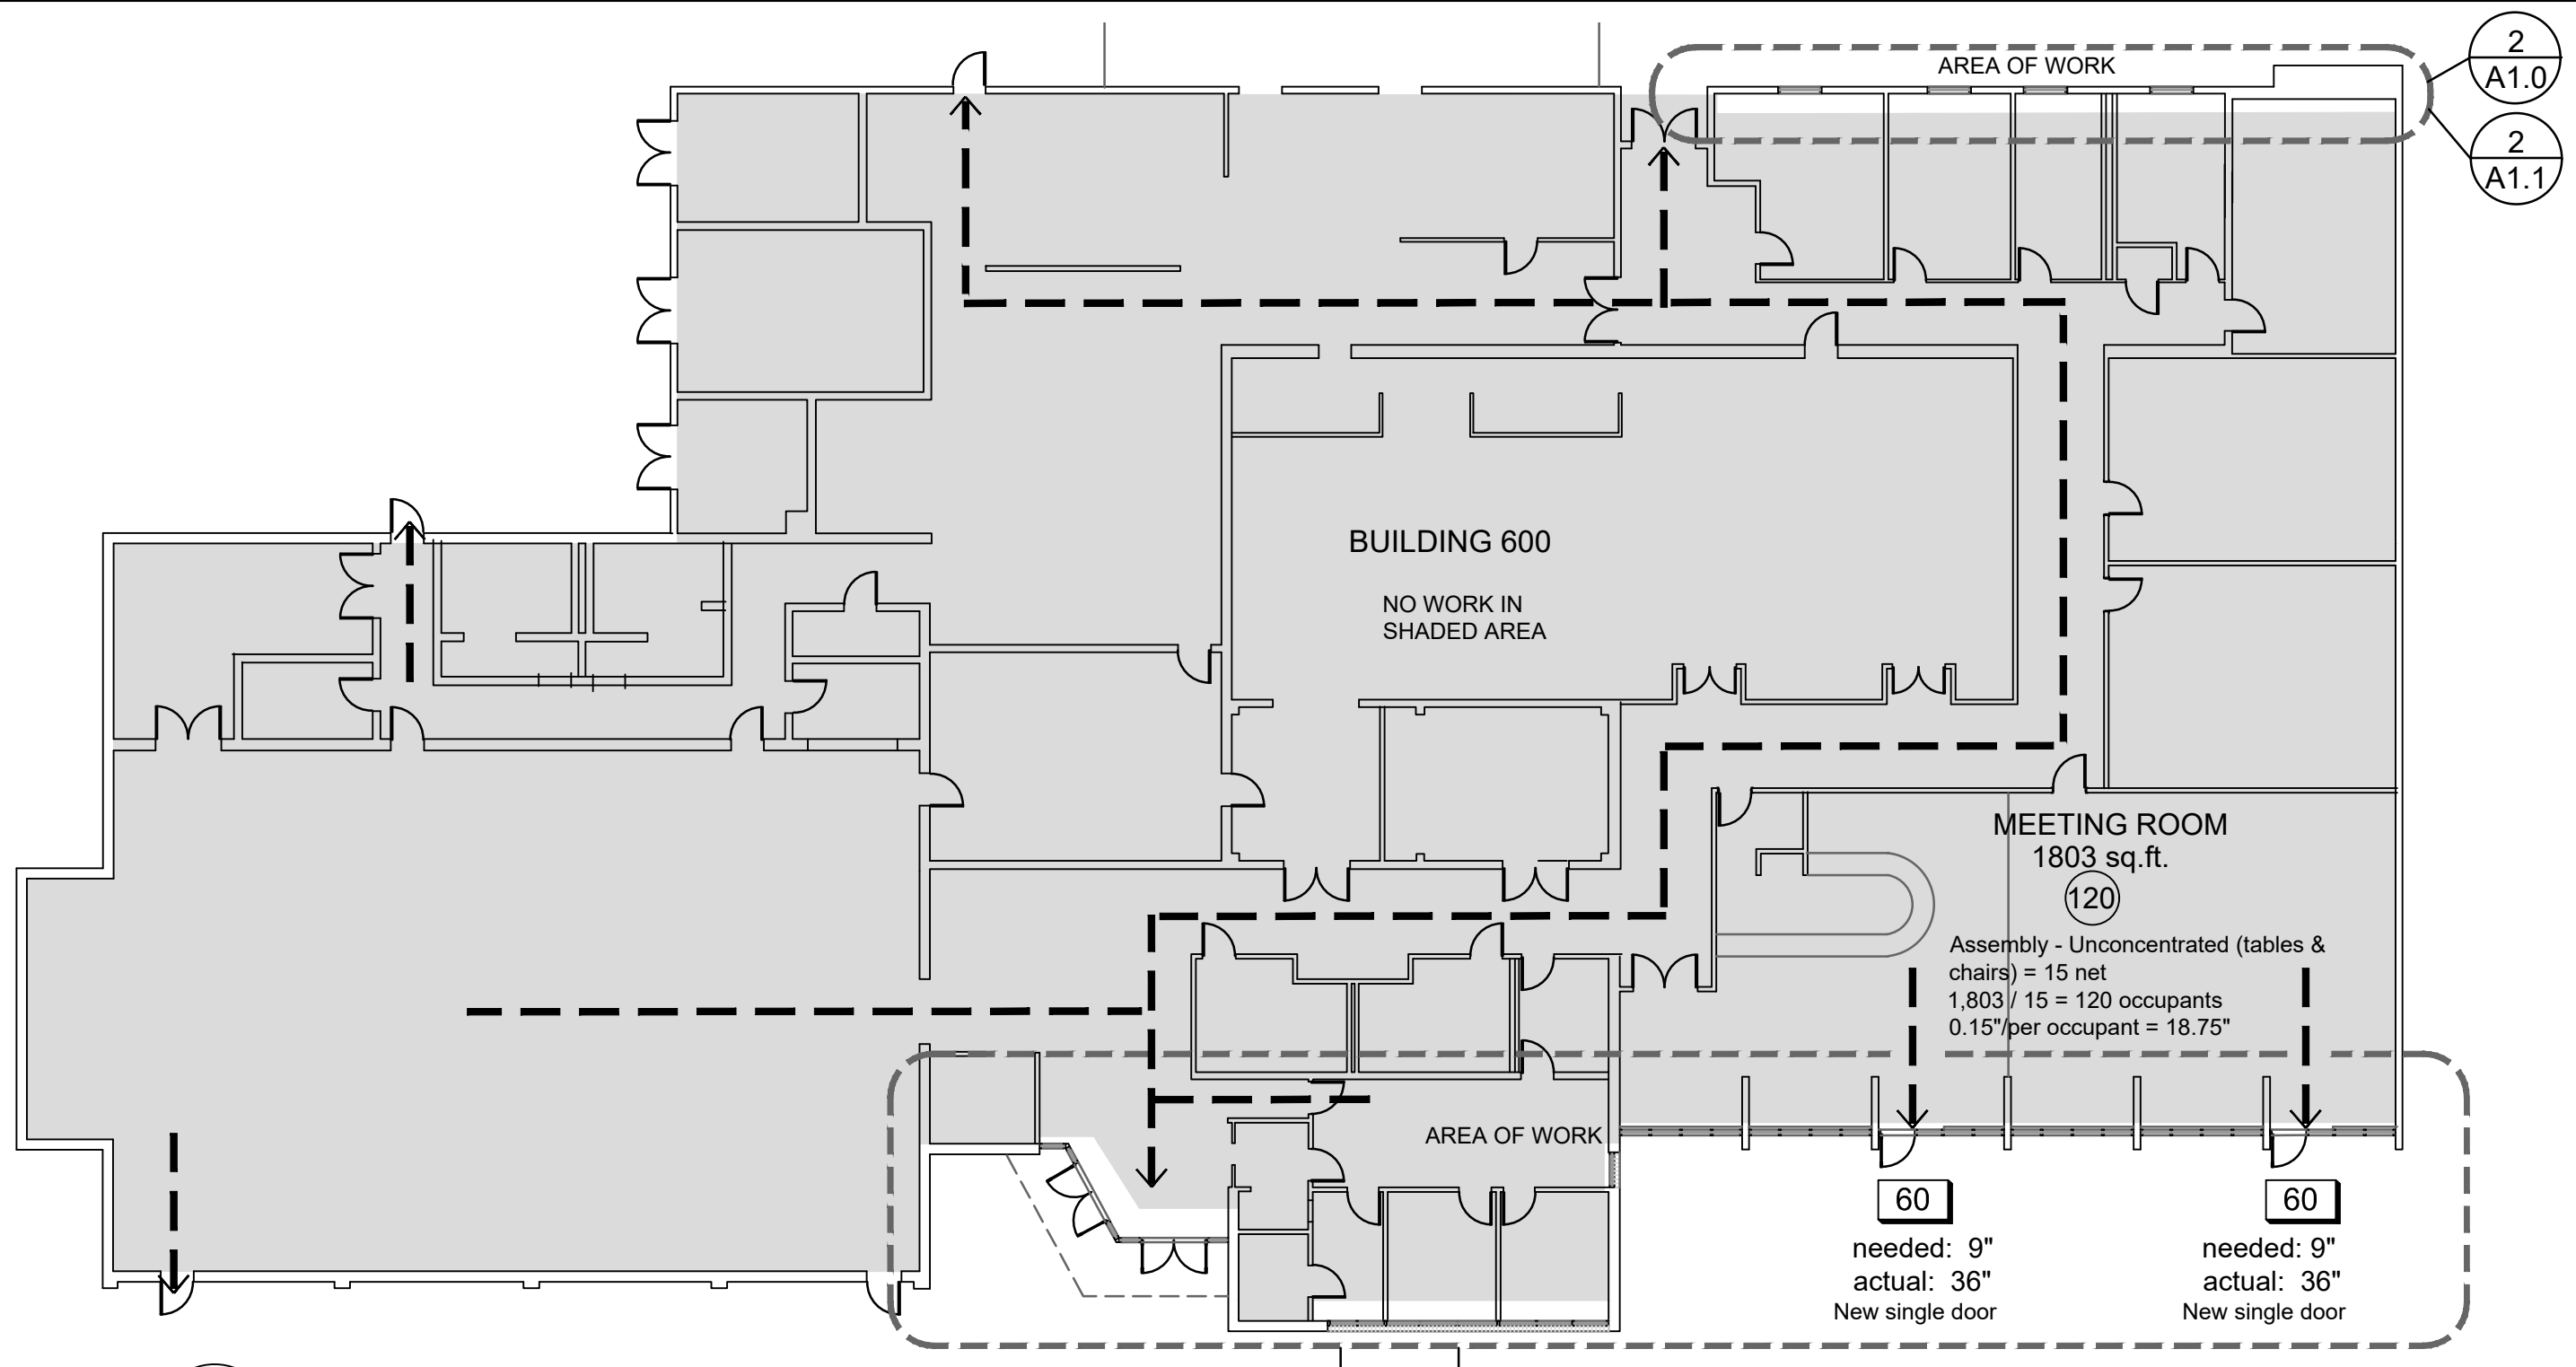 AREA OF WORK
2
A1.0
2
A1.1
BUILDING 600
NO WORK IN
SHADED AREA
MEETING ROOM
1803 sq.ft.
120
Assembly - Unconcentrated (tables &
chairs) = 15 net
1,803 / 15 = 120 occupants
0.15"/per occupant = 18.75"
AREA OF WORK
60
needed: 9"
actual: 36"
New single door
60
needed: 9"
actual: 36"
New single door